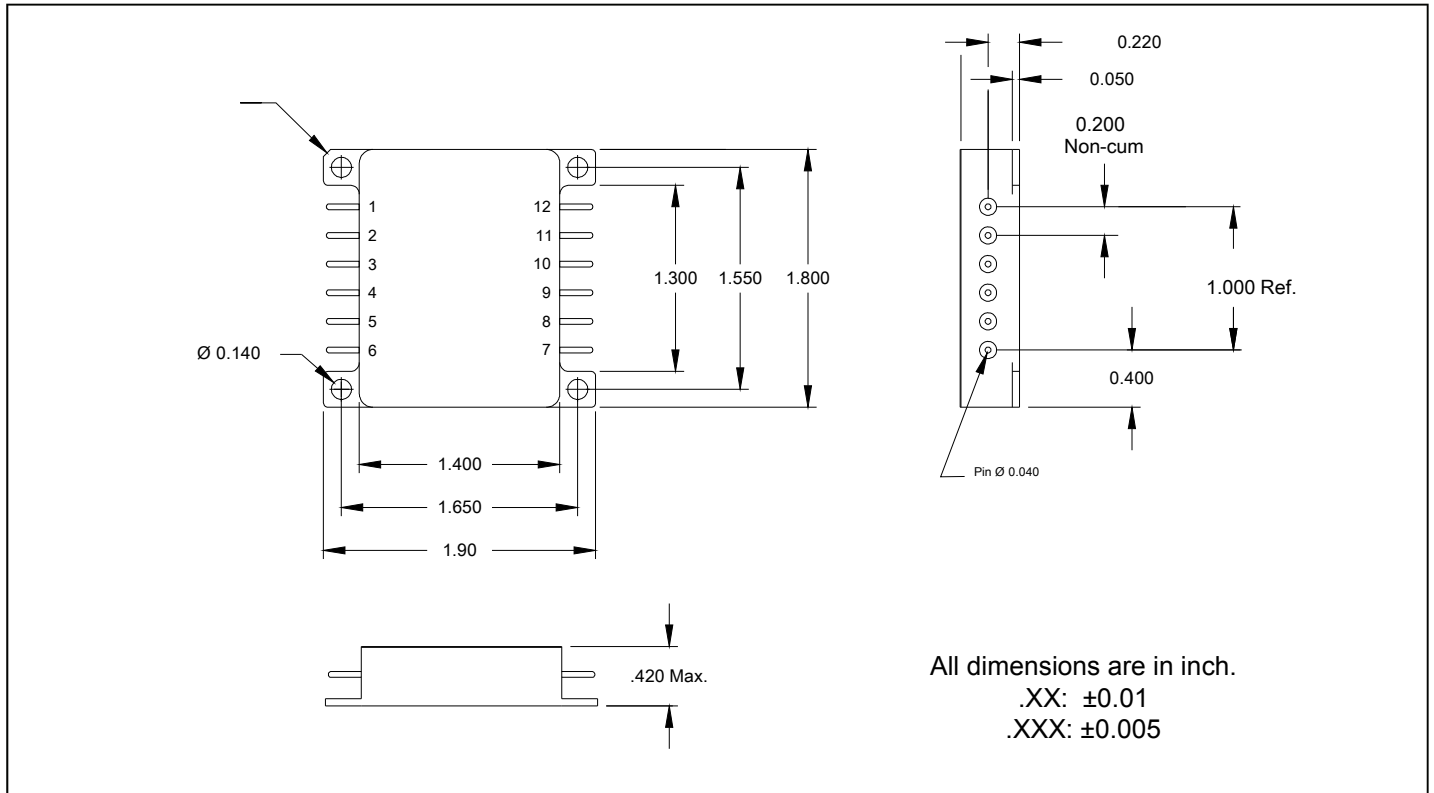 0.220
0.050
0.200
Non-cum
1 12
2 11
3 10
4 9
5 8
6 7
1.300 1.550 1.800
1.000 Ref.
Ø 0.140
0.400
1.400
Pin Ø 0.040
1.650
1.90
.420 Max.
All dimensions are in inch.
.XX: ±0.01
.XXX: ±0.005